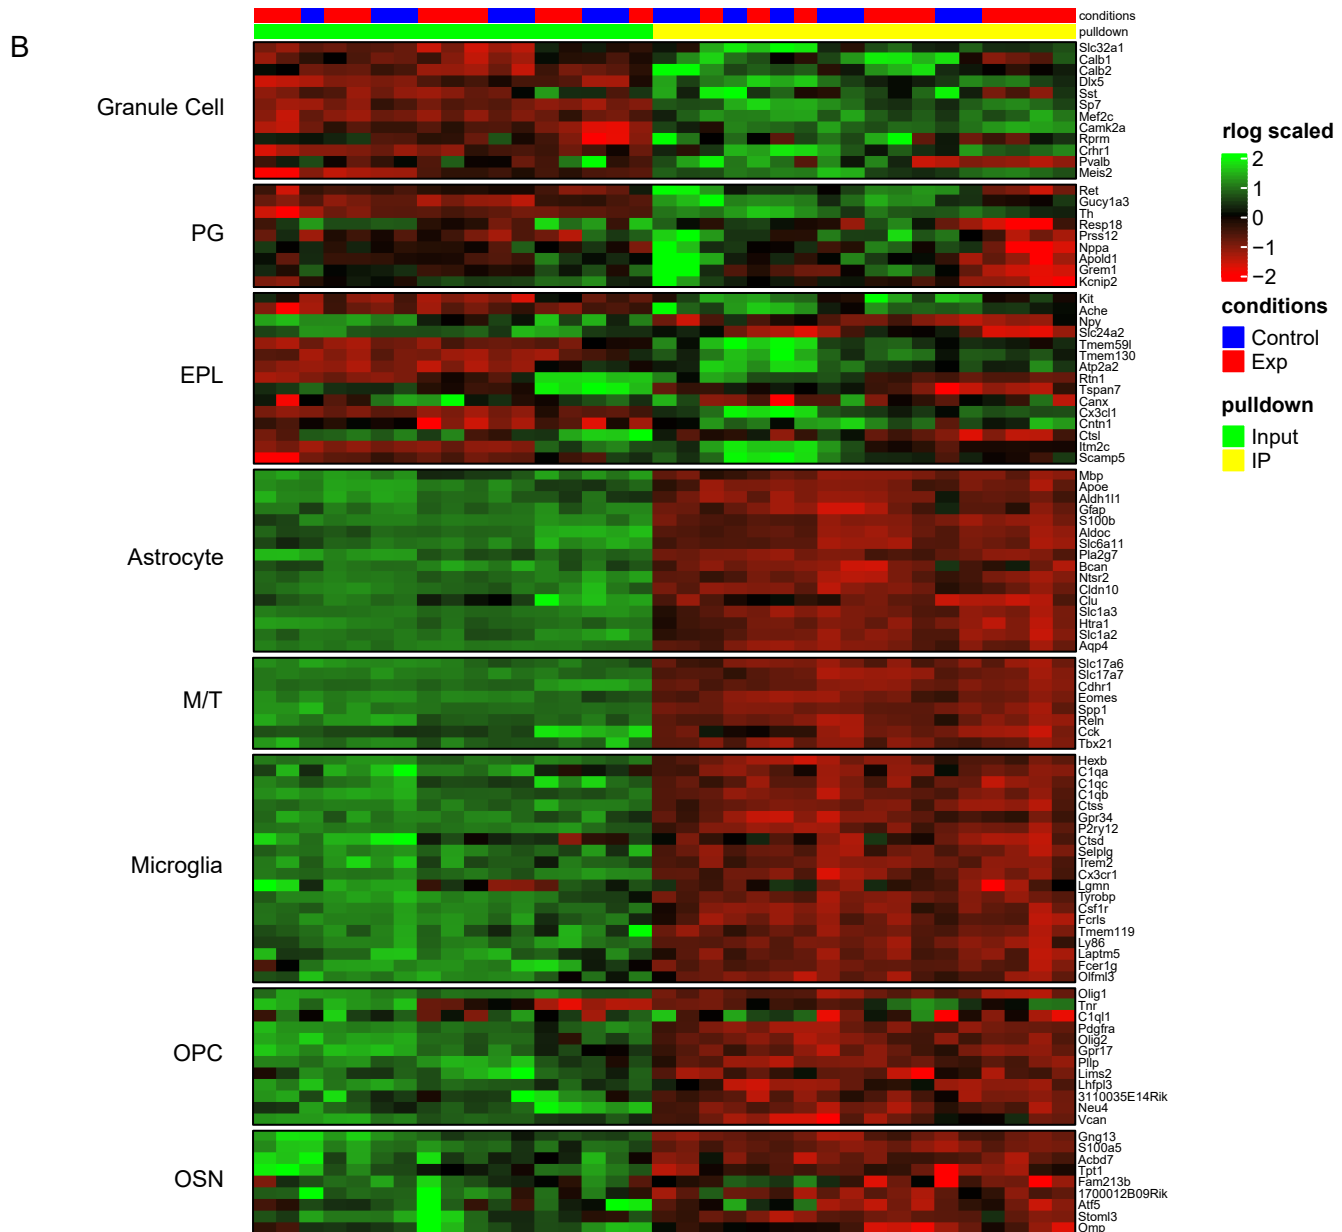 B
conditions
pulldown
Granule Cell
Slc32a1
Calb1
Calb2
Dlx5
Sst
Sp7
Mef2c
Camk2a
Rprm
Crhr1
Pvalb
Meis2
PG
Ret
Gucy1a3
Th
Resp18
Prss12
Nppa
Apold1
Grem1
Kcnip2
EPL
Kit
Ache
Npy
Slc24a2
Tmem59l
Tmem130
Atp2a2
Rtn1
Tspan7
Canx
Cx3cl1
Cntn1
Ctsl
Itm2c
Scamp5
Astrocyte
Mbp
Apoe
Aldh1l1
Gfap
S100b
Aldoc
Slc6a11
Pla2g7
Bcan
Ntsr2
Cldn10
Clu
Slc1a3
Htra1
Slc1a2
Aqp4
M/T
Slc17a6
Slc17a7
Cdhr1
Eomes
Spp1
Reln
Cck
Tbx21
Microglia
Hexb
C1qa
C1qc
C1qb
Ctss
Gpr34
P2ry12
Ctsd
Selplg
Trem2
Cx3cr1
Lgmn
Tyrobp
Csf1r
Fcrls
Tmem119
Ly86
Laptm5
Fcer1g
Olfml3
OPC
Olig1
Tnr
C1ql1
Pdgfra
Olig2
Gpr17
Pllp
Lims2
Lhfpl3
3110035E14Rik
Neu4
Vcan
OSN
Gng13
S100a5
Acbd7
Tpt1
Fam213b
1700012B09Rik
Atf5
Stoml3
Omp
rlog scaled
2
1
0
−1
−2
conditions
Control
Exp
pulldown
Input
IP